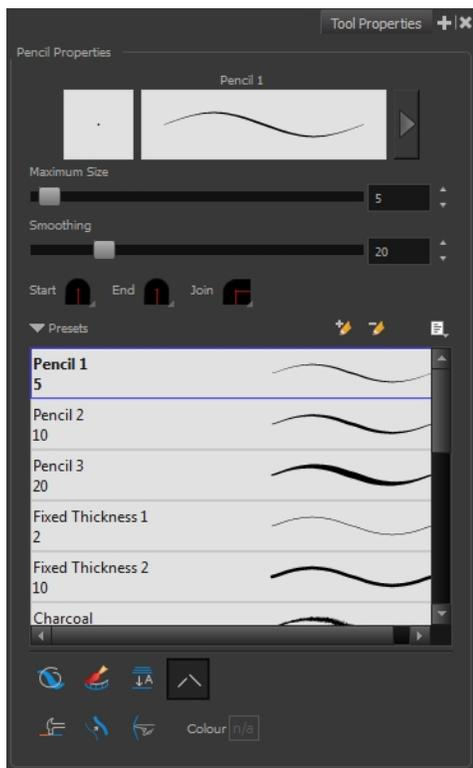 Tool Properties
Pencil Properties
Pencil 1
Maximum Size
5
Smoothing
20
Start End Join
Presets
Pencil 1
5
Pencil 2
10
Pencil 3
20
Fixed Thickness 1
2
Fixed Thickness 2
10
Charcoal
Colour n/a